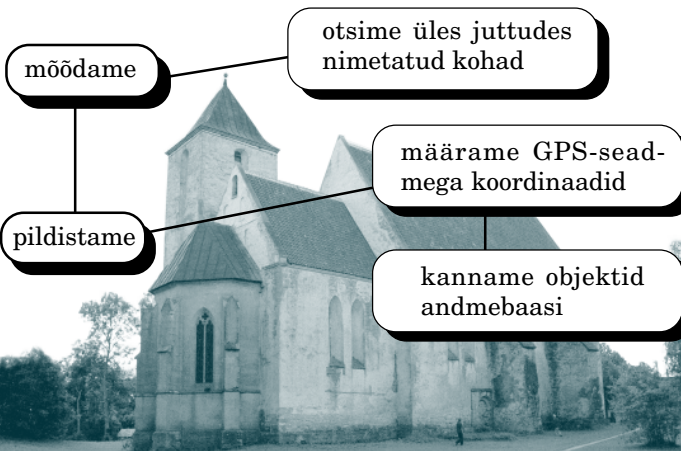 otsime üles juttudes
nimetatud kohad
mõõdame
määrame GPS-sead-
mega koordinaadid
pildistame
kanname objektid
andmebaasi